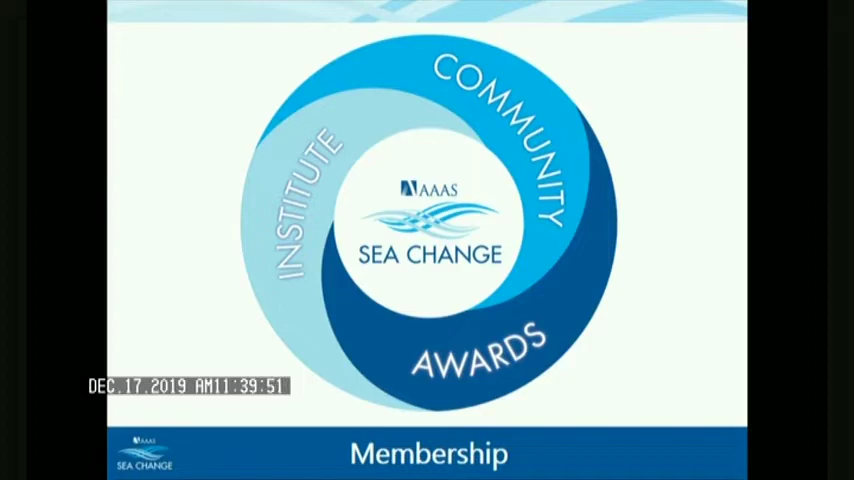 COMMUNITY
INSTITUTE
AAAS
SEA CHANGE
AWARDS
DEC.17.2019 AM11:39:51
AAAS
SEA CHANGE
Membership